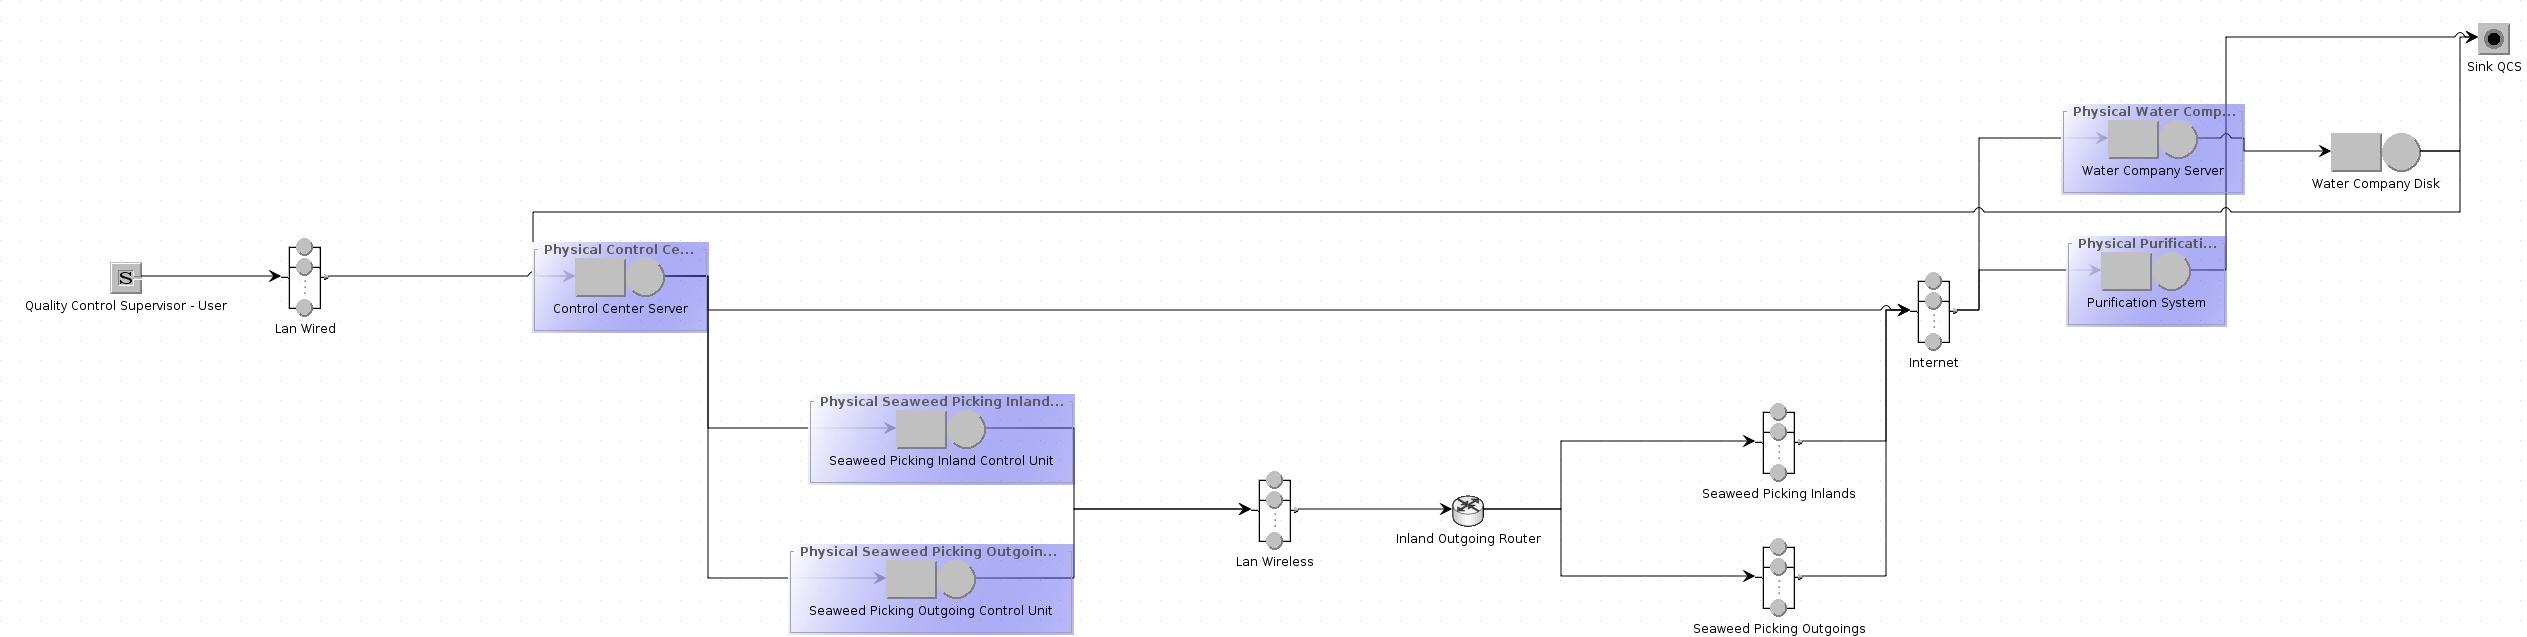 Sink QCS
Physical Water Comp...
Water Company Server
Water Company Disk
S
Quality Control Supervisor - User
Lan Wired
Physical Control Ce...
Control Center Server
Physical Purificati...
Purification System
Internet
Physical Seaweed Picking Inland...
Seaweed Picking Inland Control Unit
Seaweed Picking Inlands
Lan Wireless
Inland Outgoing Router
Physical Seaweed Picking Outgoin...
Seaweed Picking Outgoing Control Unit
Seaweed Picking Outgoings